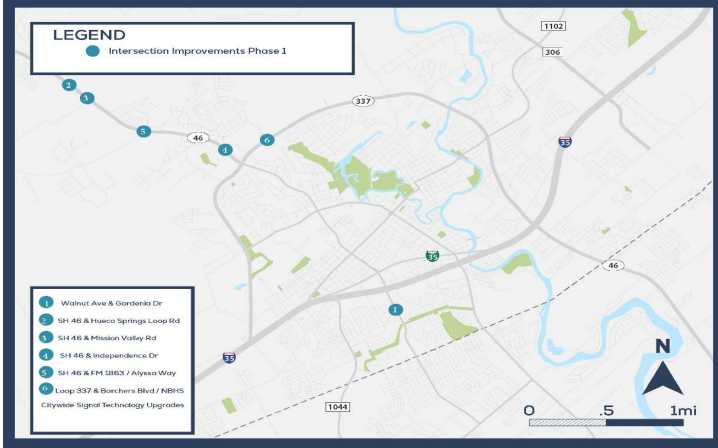 LEGEND
Intersection Improvements Phase 1
1102
306
337
35
2
3
5
46
4
6
35
46
1
35
1044
1 Walnut Ave & Gardenia Dr
2 SH 46 & Hueco Springs Loop Rd
3 SH 46 & Mission Valley Rd
4 SH 46 & Independence Dr
5 SH 46 & FM 1863 / Alyssa Way
6 Loop 337 & Borchers Blvd / NBHS
Citywide Signal Technology Upgrades
N
0 .5 1mi